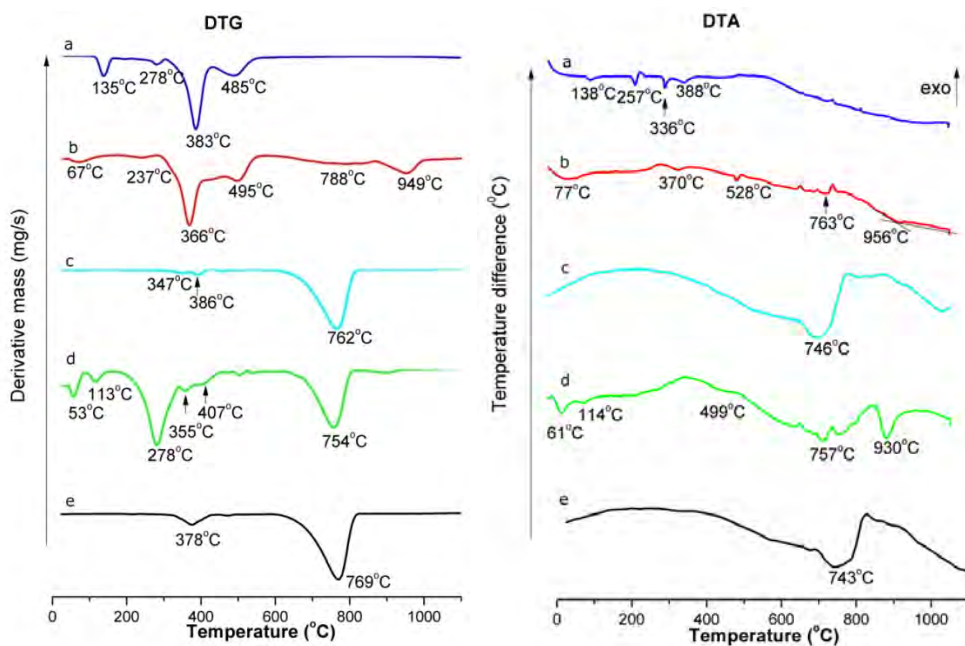 DTG
Derivative mass (mg/s)
a
135°C
278°C
383°C
485°C
b
67°C
237°C
366°C
495°C
788°C
949°C
c
347°C
386°C
762°C
d
53°C
113°C
278°C
355°C
407°C
754°C
e
378°C
769°C
0 200 400 600 800 1000
Temperature (°C)
DTA
Temperature difference (°C)
exo
a
138°C
257°C
336°C
388°C
b
77°C
370°C
528°C
763°C
956°C
c
746°C
d
61°C
114°C
499°C
757°C
930°C
e
743°C
0 200 400 600 800 1000
Temperature (°C)